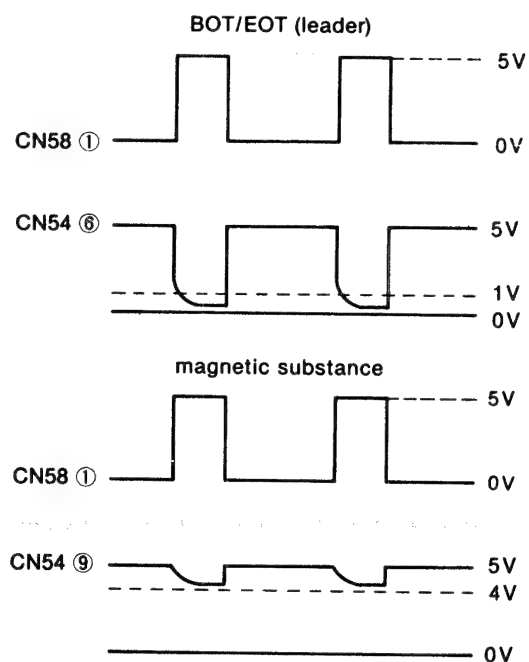 BOT/EOT (leader)
5V
CN58 ①
0V
CN54 ⑥
5V
1V
0V
magnetic substance
5V
CN58 ①
0V
CN54 ⑨
5V
4V
0V